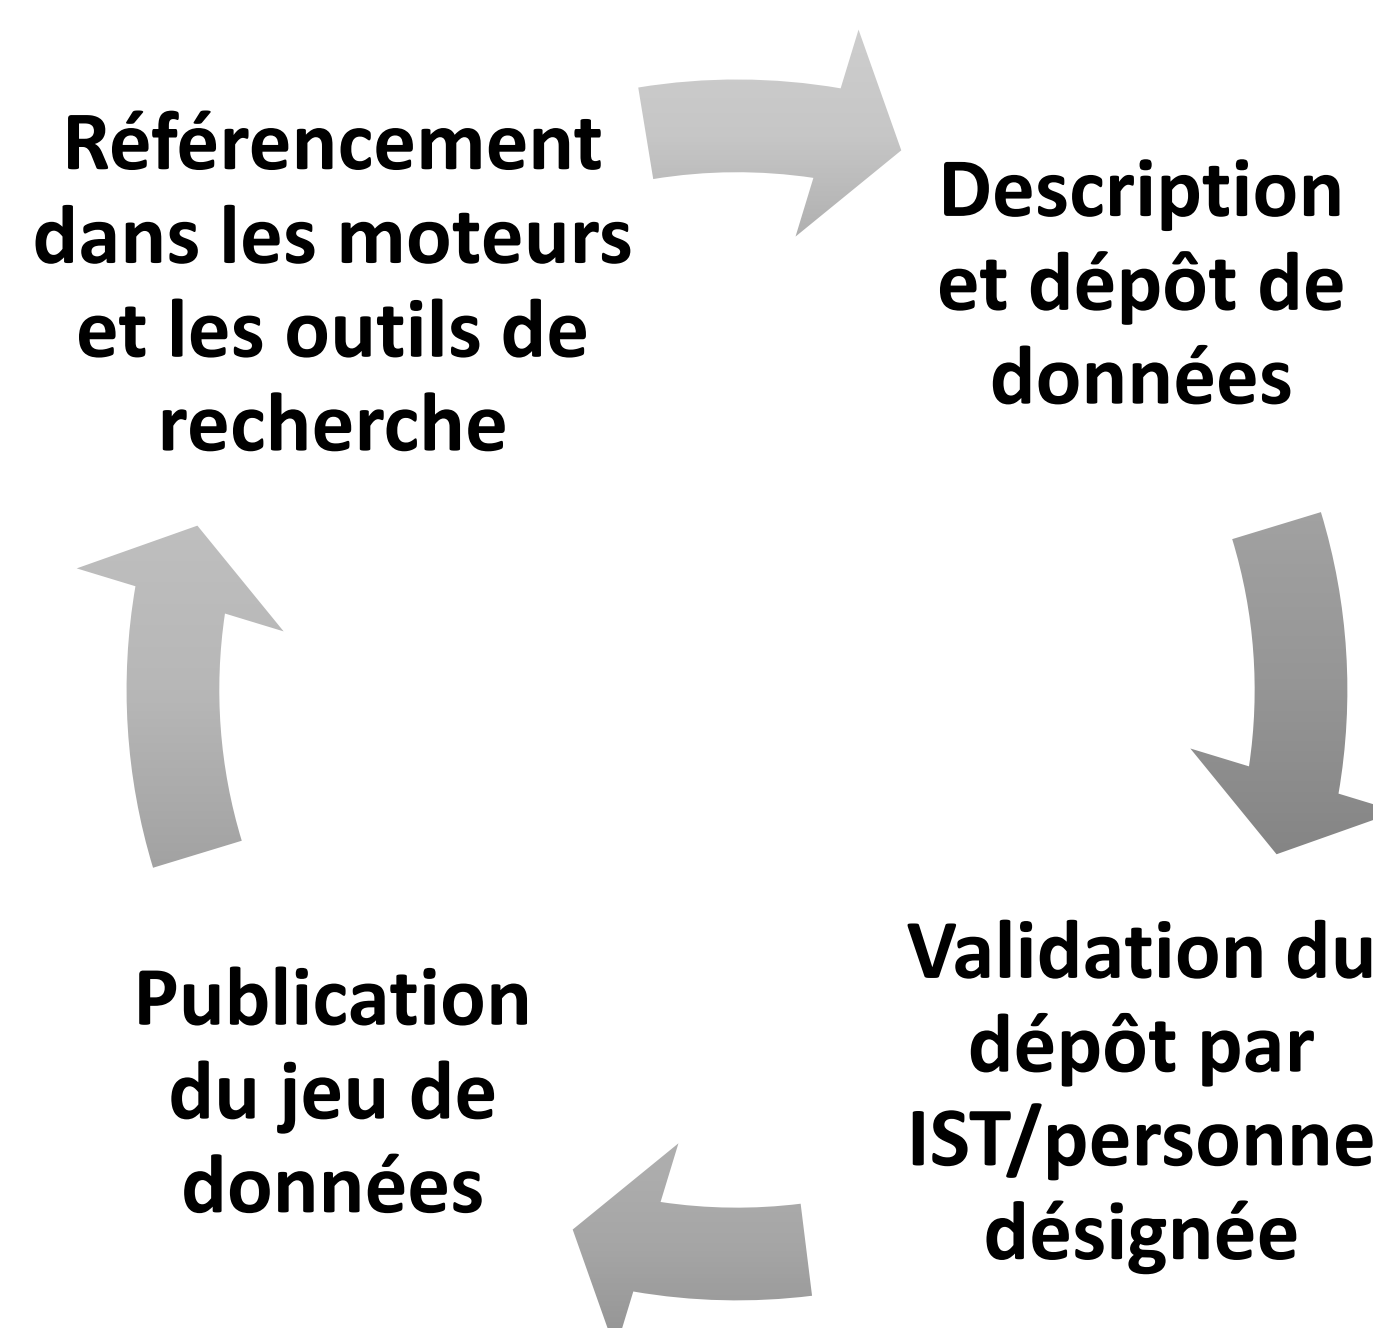 Référencement
dans les moteurs
et les outils de
recherche
Description
et dépôt de
données
Validation du
dépôt par
IST/personne
désignée
Publication
du jeu de
données